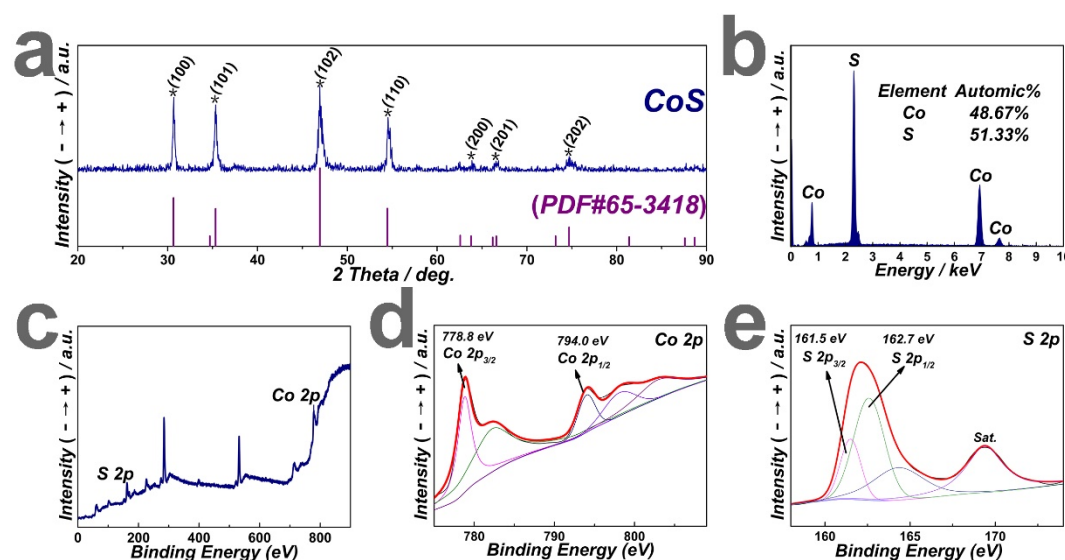 a
Intensity ( - → + ) / a.u.
*(100)
*(101)
*(102)
*(110)
*(200)
*(201)
*(202)
CoS
(PDF#65-3418)
20 30 40 50 60 70 80 90
2 Theta / deg.
b
Intensity ( - → + ) / a.u.
S
Element Automic%
Co 48.67%
S 51.33%
Co
Co
Co
0 1 2 3 4 5 6 7 8 9 10
Energy / keV
c
Intensity ( - → + ) / a.u.
S 2p
Co 2p
0 200 400 600 800
Binding Energy (eV)
d
Intensity ( - → + ) / a.u.
778.8 eV
Co 2p3/2
794.0 eV
Co 2p1/2
Co 2p
780 790 800
Binding Energy (eV)
e
Intensity ( - → + ) / a.u.
161.5 eV
S 2p3/2
162.7 eV
S 2p1/2
S 2p
Sat.
160 165 170
Binding Energy (eV)